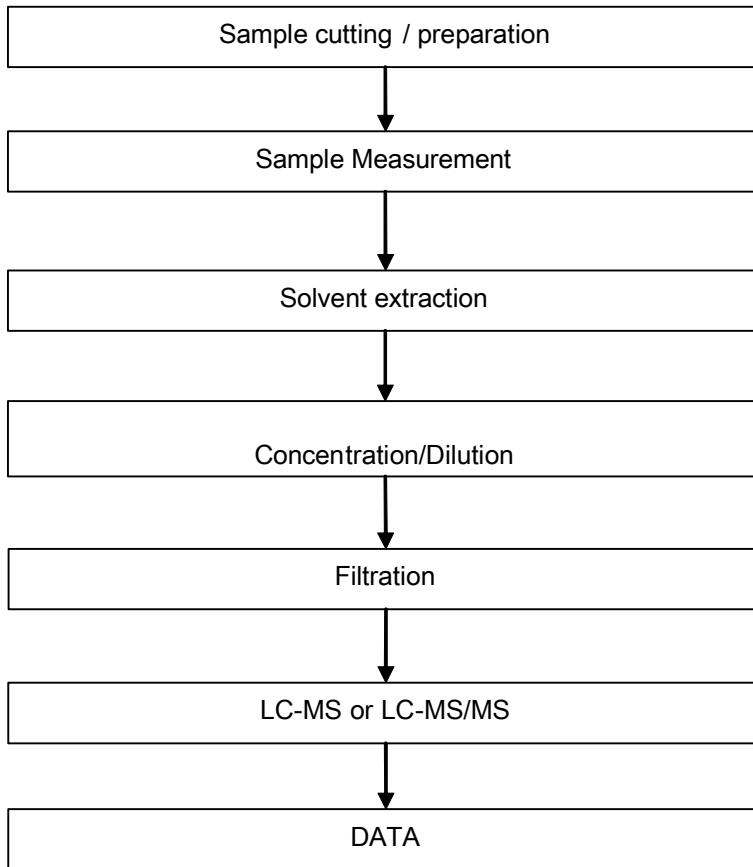 Sample cutting / preparation
Sample Measurement
Solvent extraction
Concentration/Dilution
Filtration
LC-MS or LC-MS/MS
DATA